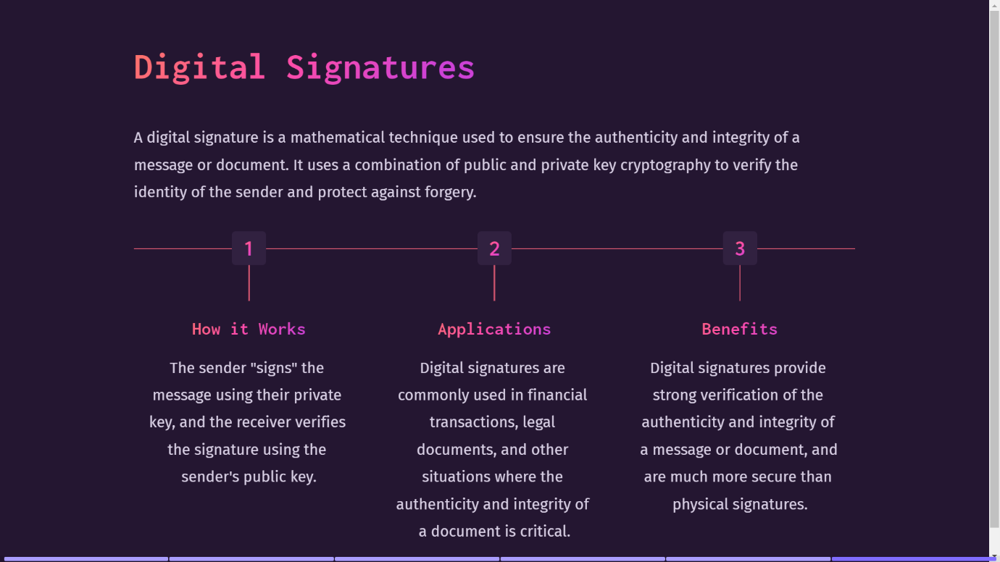 Digital Signatures
A digital signature is a mathematical technique used to ensure the authenticity and integrity of a
message or document. It uses a combination of public and private key cryptography to verify the
identity of the sender and protect against forgery.
1
2
3
How it Works
The sender "signs" the
message using their private
key, and the receiver verifies
the signature using the
sender's public key.
Applications
Digital signatures are
commonly used in financial
transactions, legal
documents, and other
situations where the
authenticity and integrity of
a document is critical.
Benefits
Digital signatures provide
strong verification of the
authenticity and integrity of
a message or document, and
are much more secure than
physical signatures.